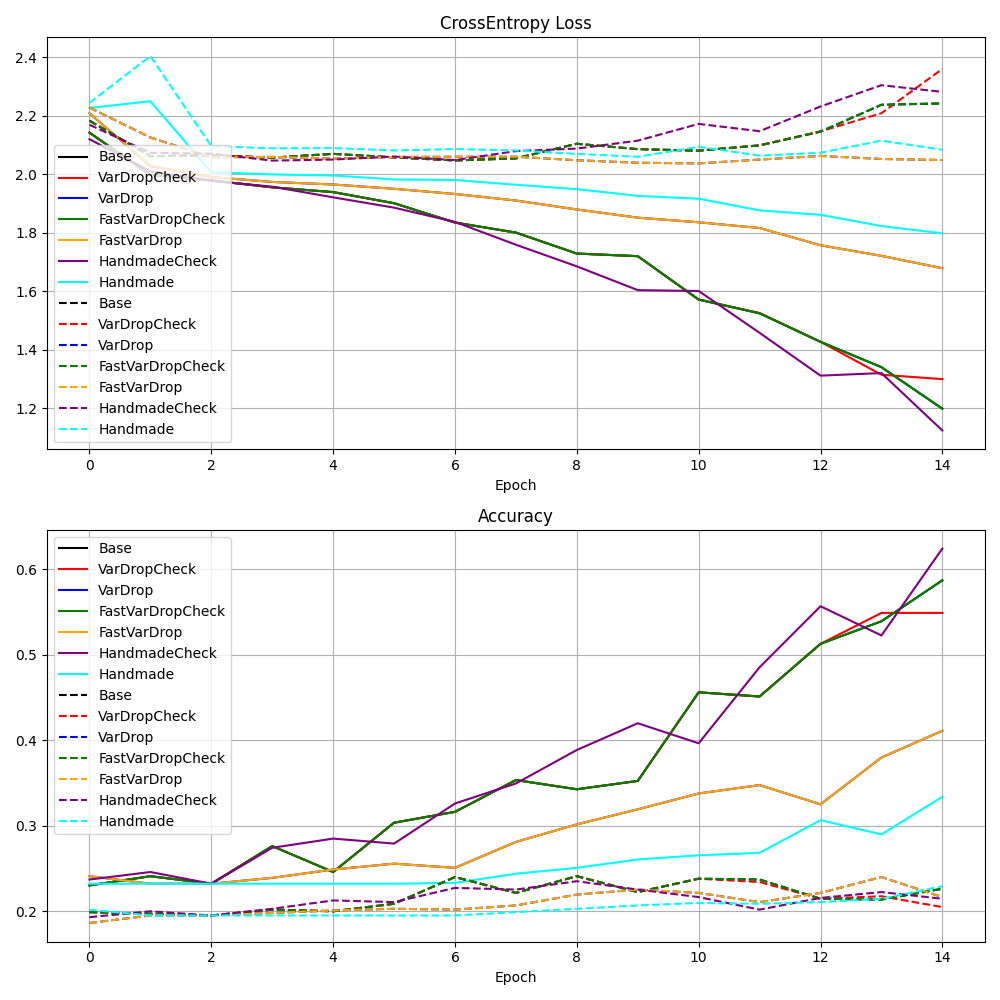 CrossEntropy Loss
2.4
2.2
2.0
1.8
1.6
1.4
1.2
Base
VarDropCheck
VarDrop
FastVarDropCheck
FastVarDrop
HandmadeCheck
Handmade
Base
VarDropCheck
VarDrop
FastVarDropCheck
FastVarDrop
HandmadeCheck
Handmade
0 2 4 6 8 10 12 14
Epoch
Accuracy
0.6
0.5
0.4
0.3
0.2
Base
VarDropCheck
VarDrop
FastVarDropCheck
FastVarDrop
HandmadeCheck
Handmade
Base
VarDropCheck
VarDrop
FastVarDropCheck
FastVarDrop
HandmadeCheck
Handmade
0 2 4 6 8 10 12 14
Epoch